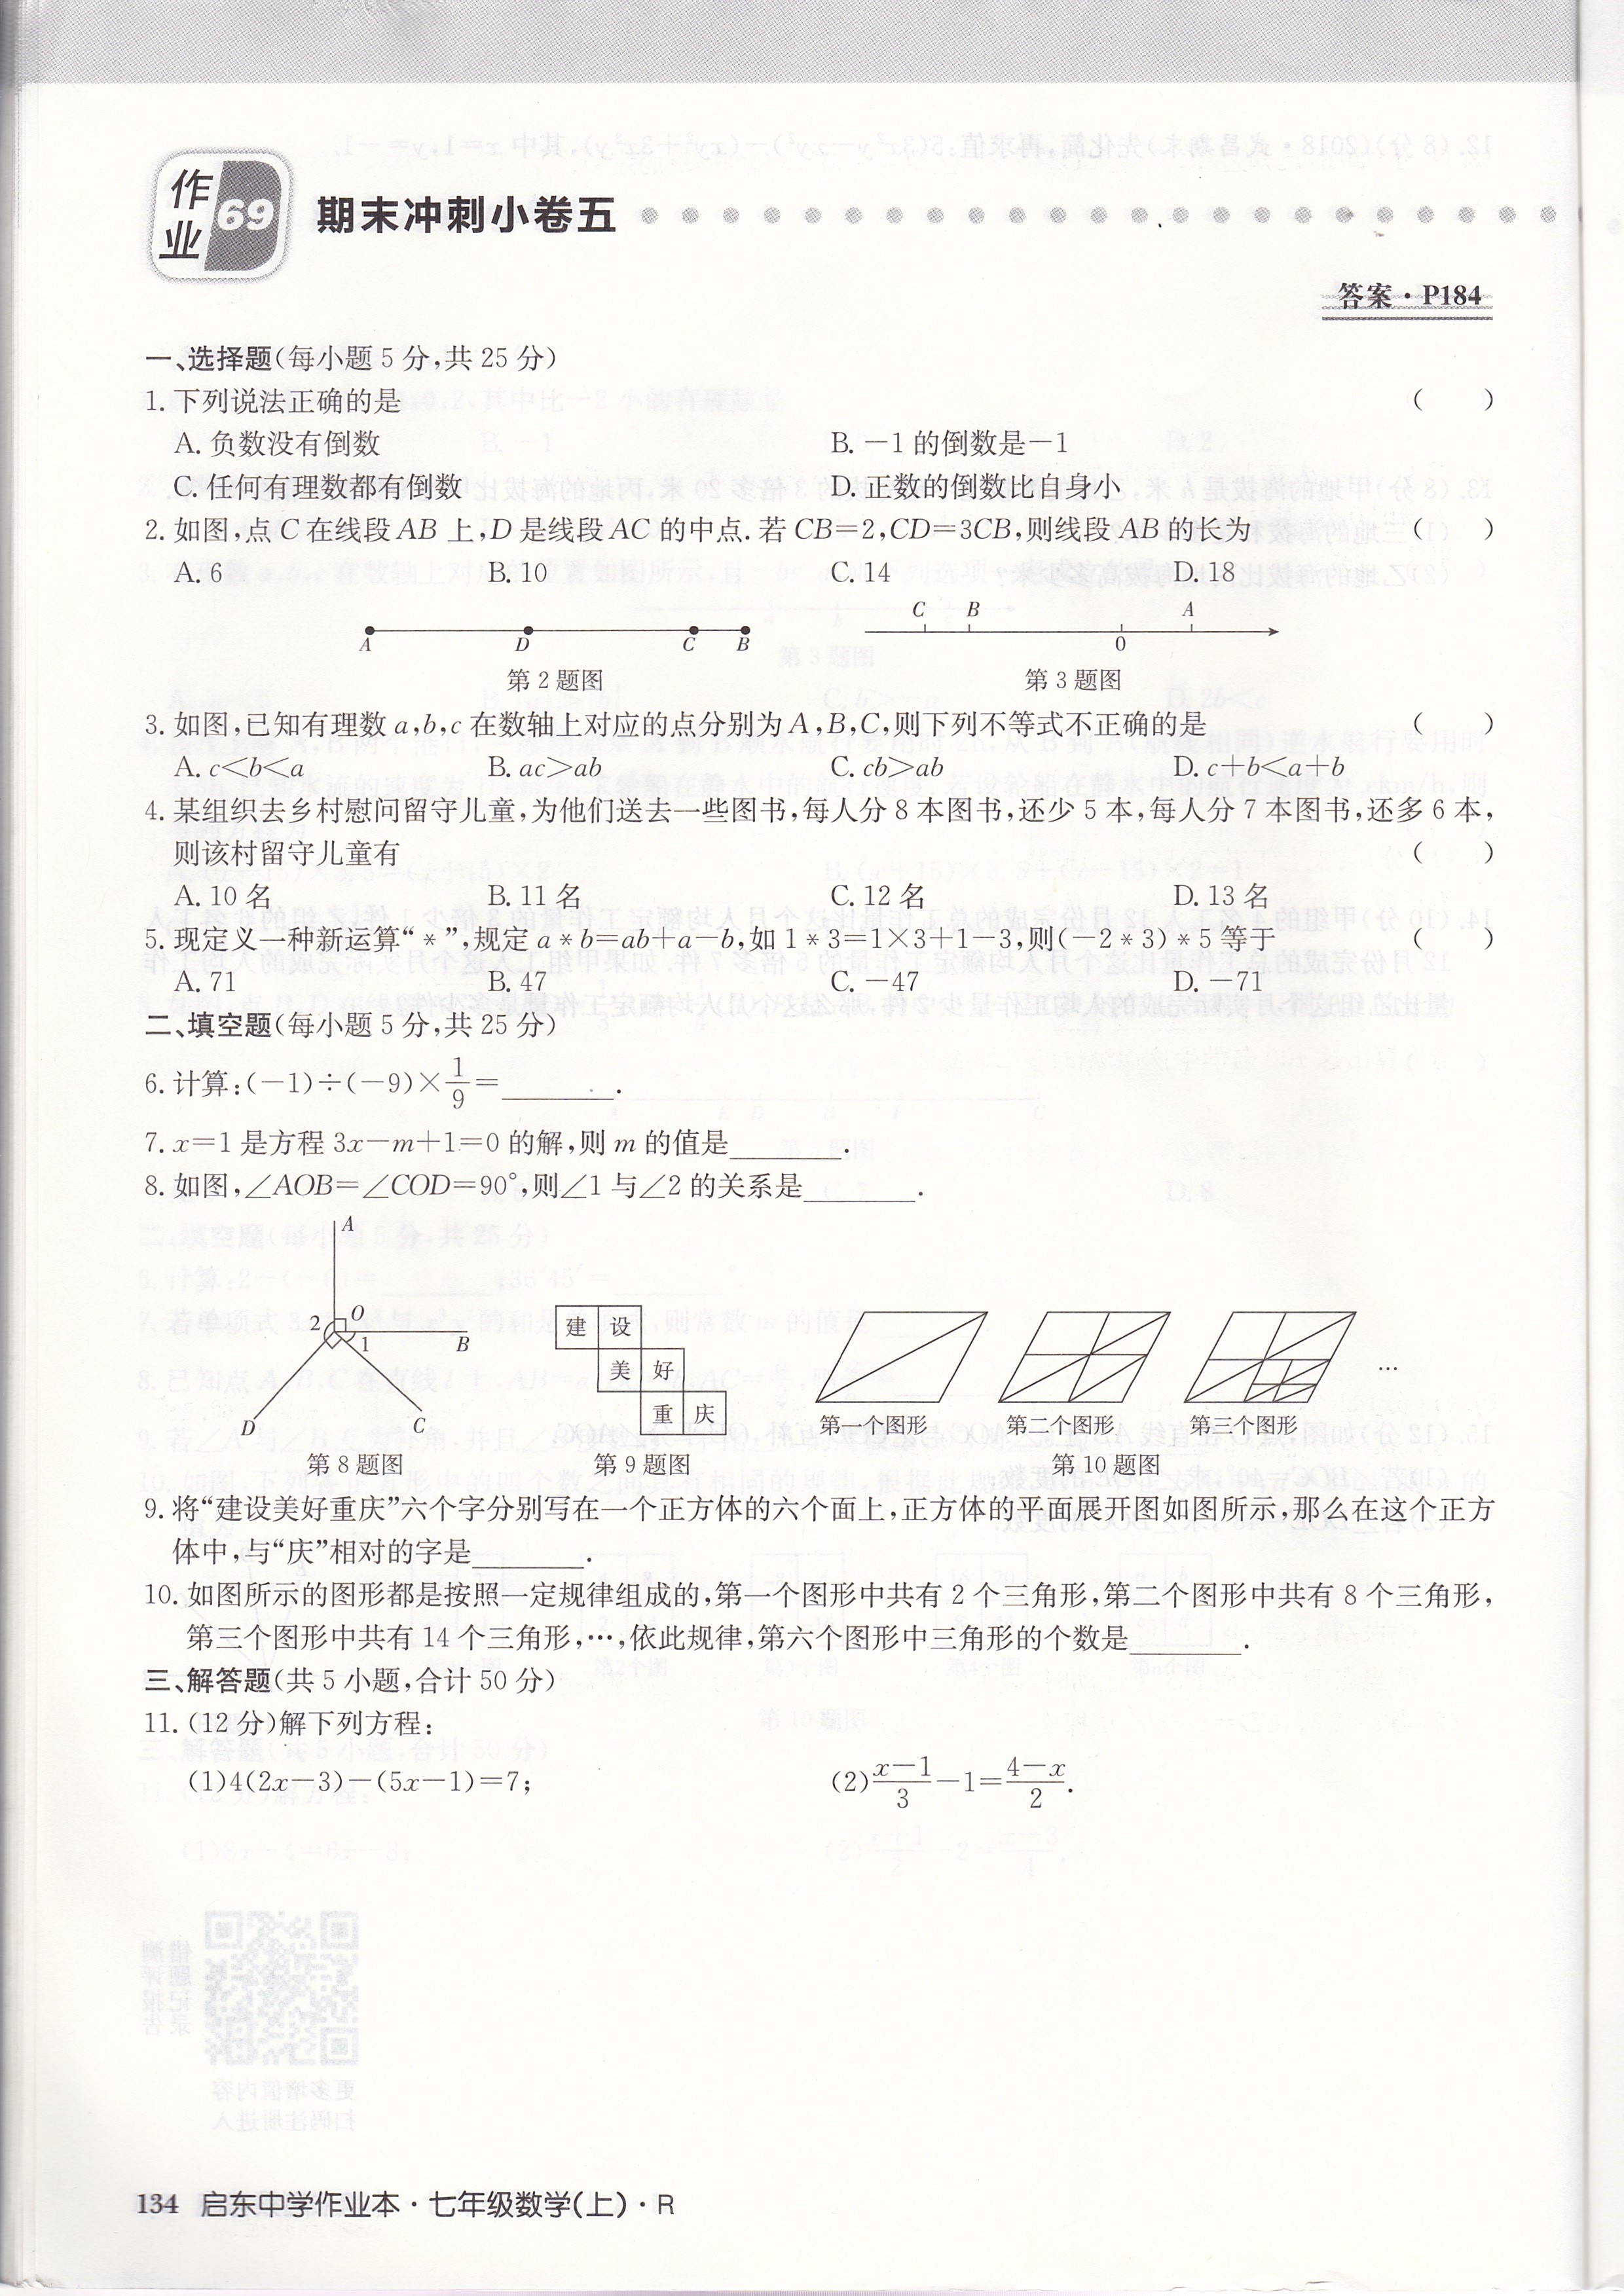 作业 69
期末冲刺小卷五
答案·P184
一、选择题(每小题 5 分,共 25 分)
1. 下列说法正确的是 ( )
A. 负数没有倒数 B. −1 的倒数是−1
C. 任何有理数都有倒数 D. 正数的倒数比自身小
2. 如图,点 C 在线段 AB 上,D 是线段 AC 的中点. 若 CB=2,CD=3CB,则线段 AB 的长为 ( )
A. 6 B. 10 C. 14 D. 18
A D C B
C B 0 A
第 2 题图 第 3 题图
3. 如图,已知有理数 a,b,c 在数轴上对应的点分别为 A,B,C,则下列不等式不正确的是 ( )
A. c<b<a B. ac>ab C. cb>ab D. c+b<a+b
4. 某组织去乡村慰问留守儿童,为他们送去一些图书,每人分 8 本图书,还少 5 本,每人分 7 本图书,还多 6 本,
则该村留守儿童有 ( )
A. 10 名 B. 11 名 C. 12 名 D. 13 名
5. 现定义一种新运算“*”,规定 a*b=ab+a−b,如 1*3=1×3+1−3,则(−2*3)*5 等于 ( )
A. 71 B. 47 C. −47 D. −71
二、填空题(每小题 5 分,共 25 分)
6. 计算:(−1)÷(−9)×1/9=________.
7. x=1 是方程 3x−m+1=0 的解,则 m 的值是________.
8. 如图,∠AOB=∠COD=90°,则∠1 与∠2 的关系是________.
A
2 O
1 B
D C
建 设
美 好
重 庆
…
第一个图形 第二个图形 第三个图形
第 8 题图 第 9 题图 第 10 题图
9. 将“建设美好重庆”六个字分别写在一个正方体的六个面上,正方体的平面展开图如图所示,那么在这个正方
体中,与“庆”相对的字是________.
10. 如图所示的图形都是按照一定规律组成的,第一个图形中共有 2 个三角形,第二个图形中共有 8 个三角形,
第三个图形中共有 14 个三角形,…,依此规律,第六个图形中三角形的个数是________.
三、解答题(共 5 小题,合计 50 分)
11. (12 分)解下列方程:
(1)4(2x−3)−(5x−1)=7; (2)(x−1)/3−1=(4−x)/2.
134 启东中学作业本·七年级数学(上)·R